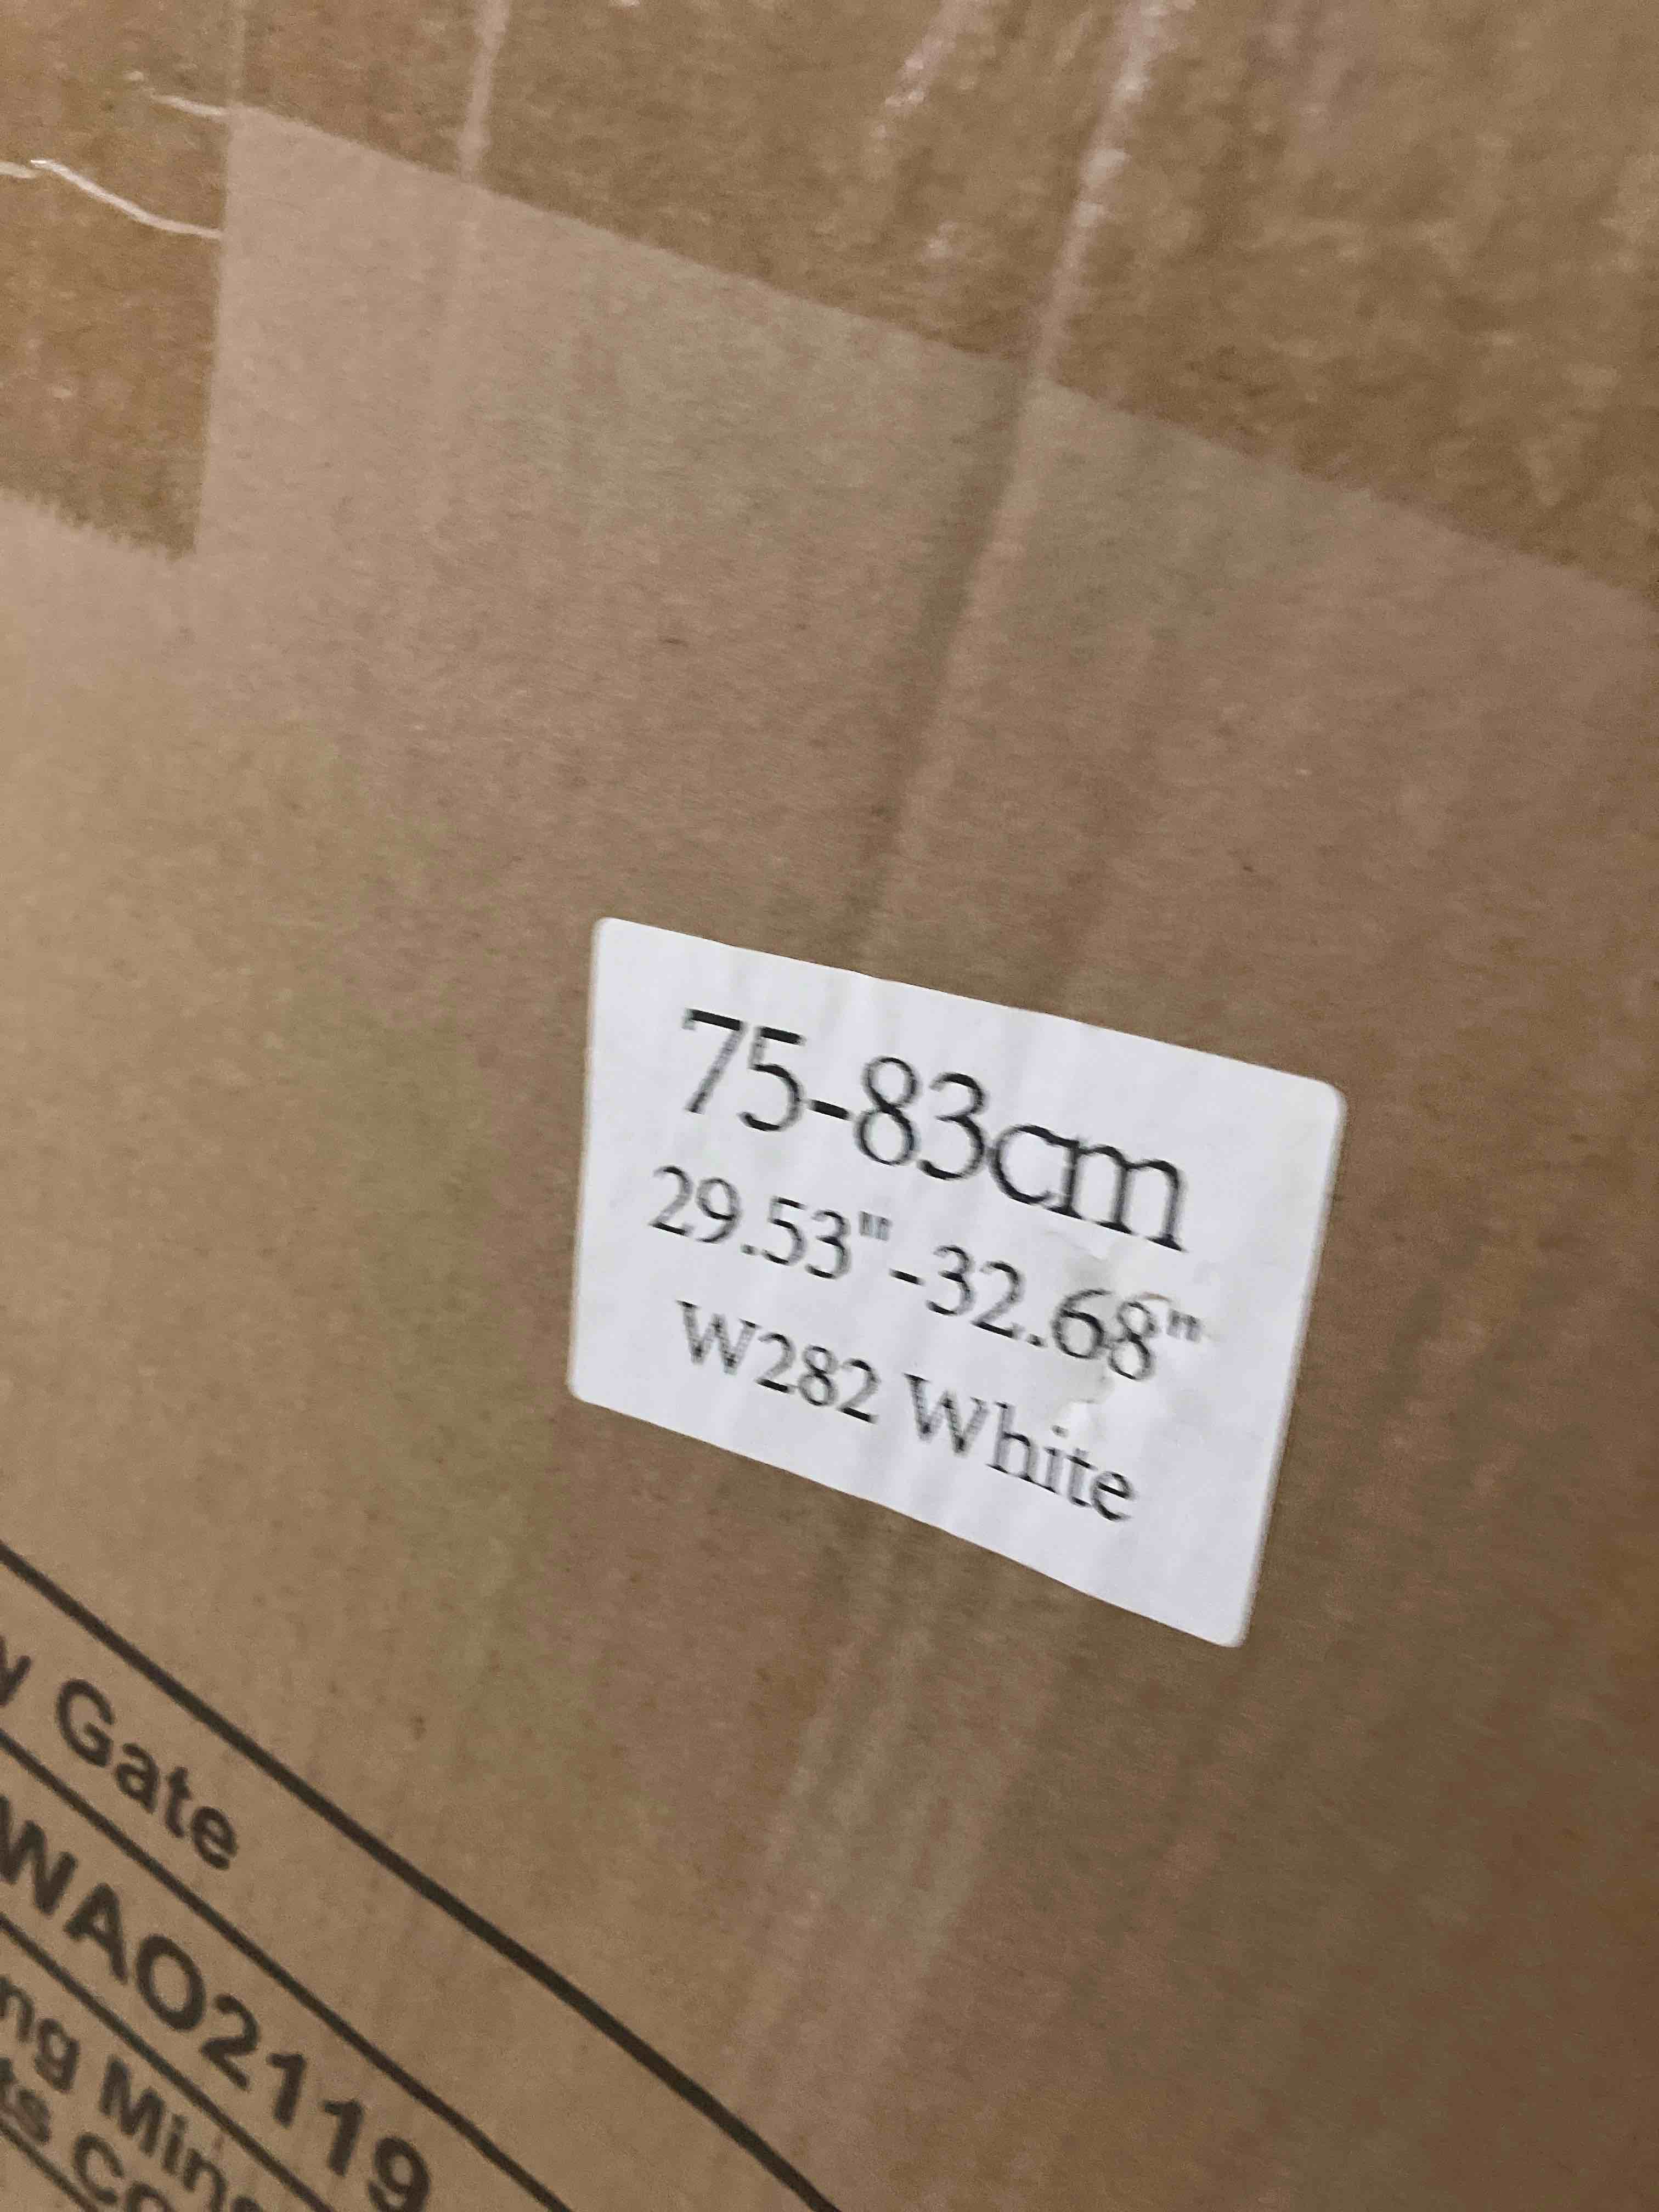 75-83cm
29.53"-32.68"
W282 White
Gate
WAO2119